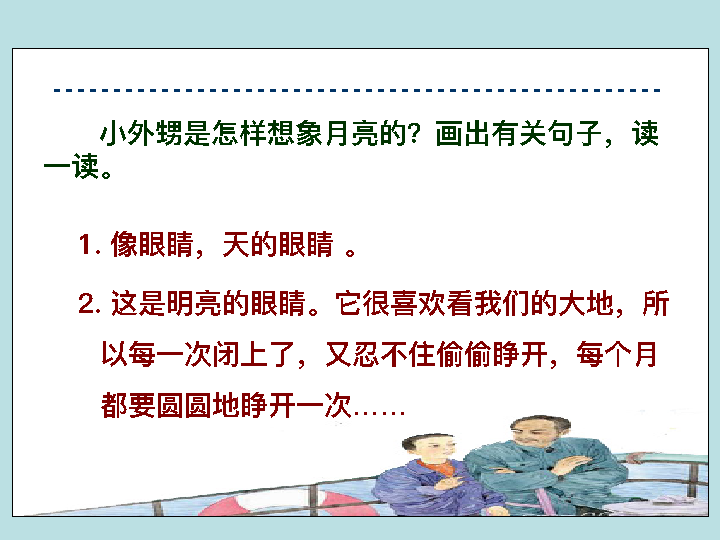 小外甥是怎样想象月亮的？画出有关句子，读
一读。
1. 像眼睛，天的眼睛 。
2. 这是明亮的眼睛。它很喜欢看我们的大地，所
以每一次闭上了，又忍不住偷偷睁开，每个月
都要圆圆地睁开一次……